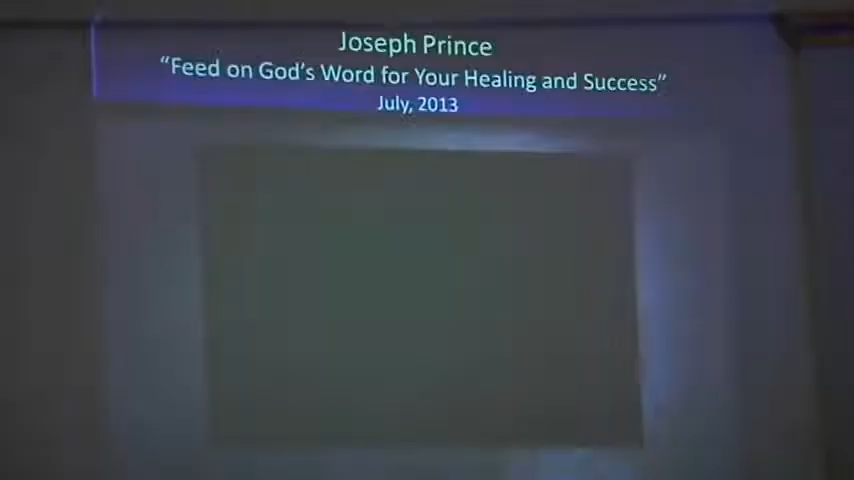 Joseph Prince
“Feed on God’s Word for Your Healing and Success”
July, 2013